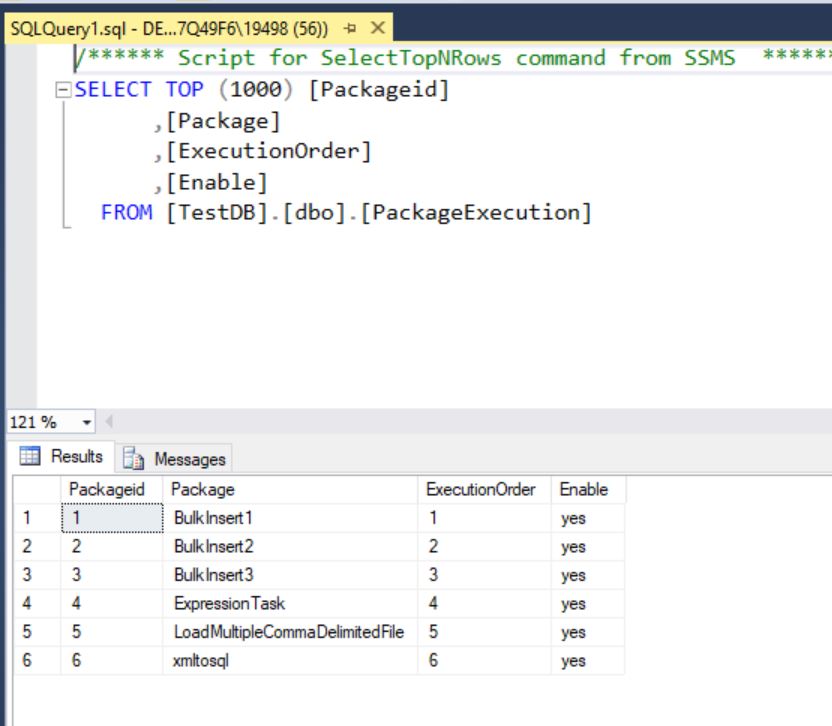 SQLQuery1.sql - DE...7Q49F6\19498 (56))
/****** Script for SelectTopNRows command from SSMS ******
SELECT TOP (1000) [Packageid]
,[Package]
,[ExecutionOrder]
,[Enable]
FROM [TestDB].[dbo].[PackageExecution]
121 %
Results Messages
Packageid Package ExecutionOrder Enable
1 1 BulkInsert1 1 yes
2 2 BulkInsert2 2 yes
3 3 BulkInsert3 3 yes
4 4 ExpressionTask 4 yes
5 5 LoadMultipleCommaDelimitedFile 5 yes
6 6 xmltosql 6 yes